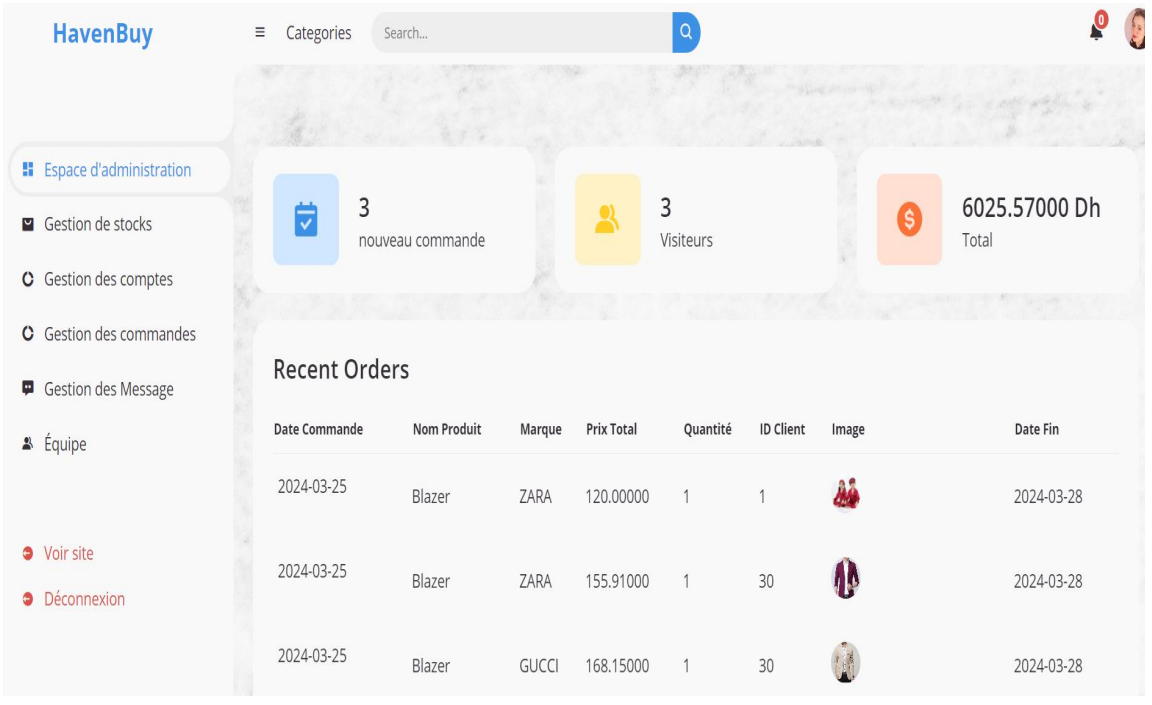 HavenBuy
Categories
Search...
0
Espace d'administration
Gestion de stocks
Gestion des comptes
Gestion des commandes
Gestion des Message
Équipe
Voir site
Déconnexion
3
nouveau commande
3
Visiteurs
6025.57000 Dh
Total
Recent Orders
Date Commande Nom Produit Marque Prix Total Quantité ID Client Image Date Fin
2024-03-25 Blazer ZARA 120.00000 1 1 2024-03-28
2024-03-25 Blazer ZARA 155.91000 1 30 2024-03-28
2024-03-25 Blazer GUCCI 168.15000 1 30 2024-03-28